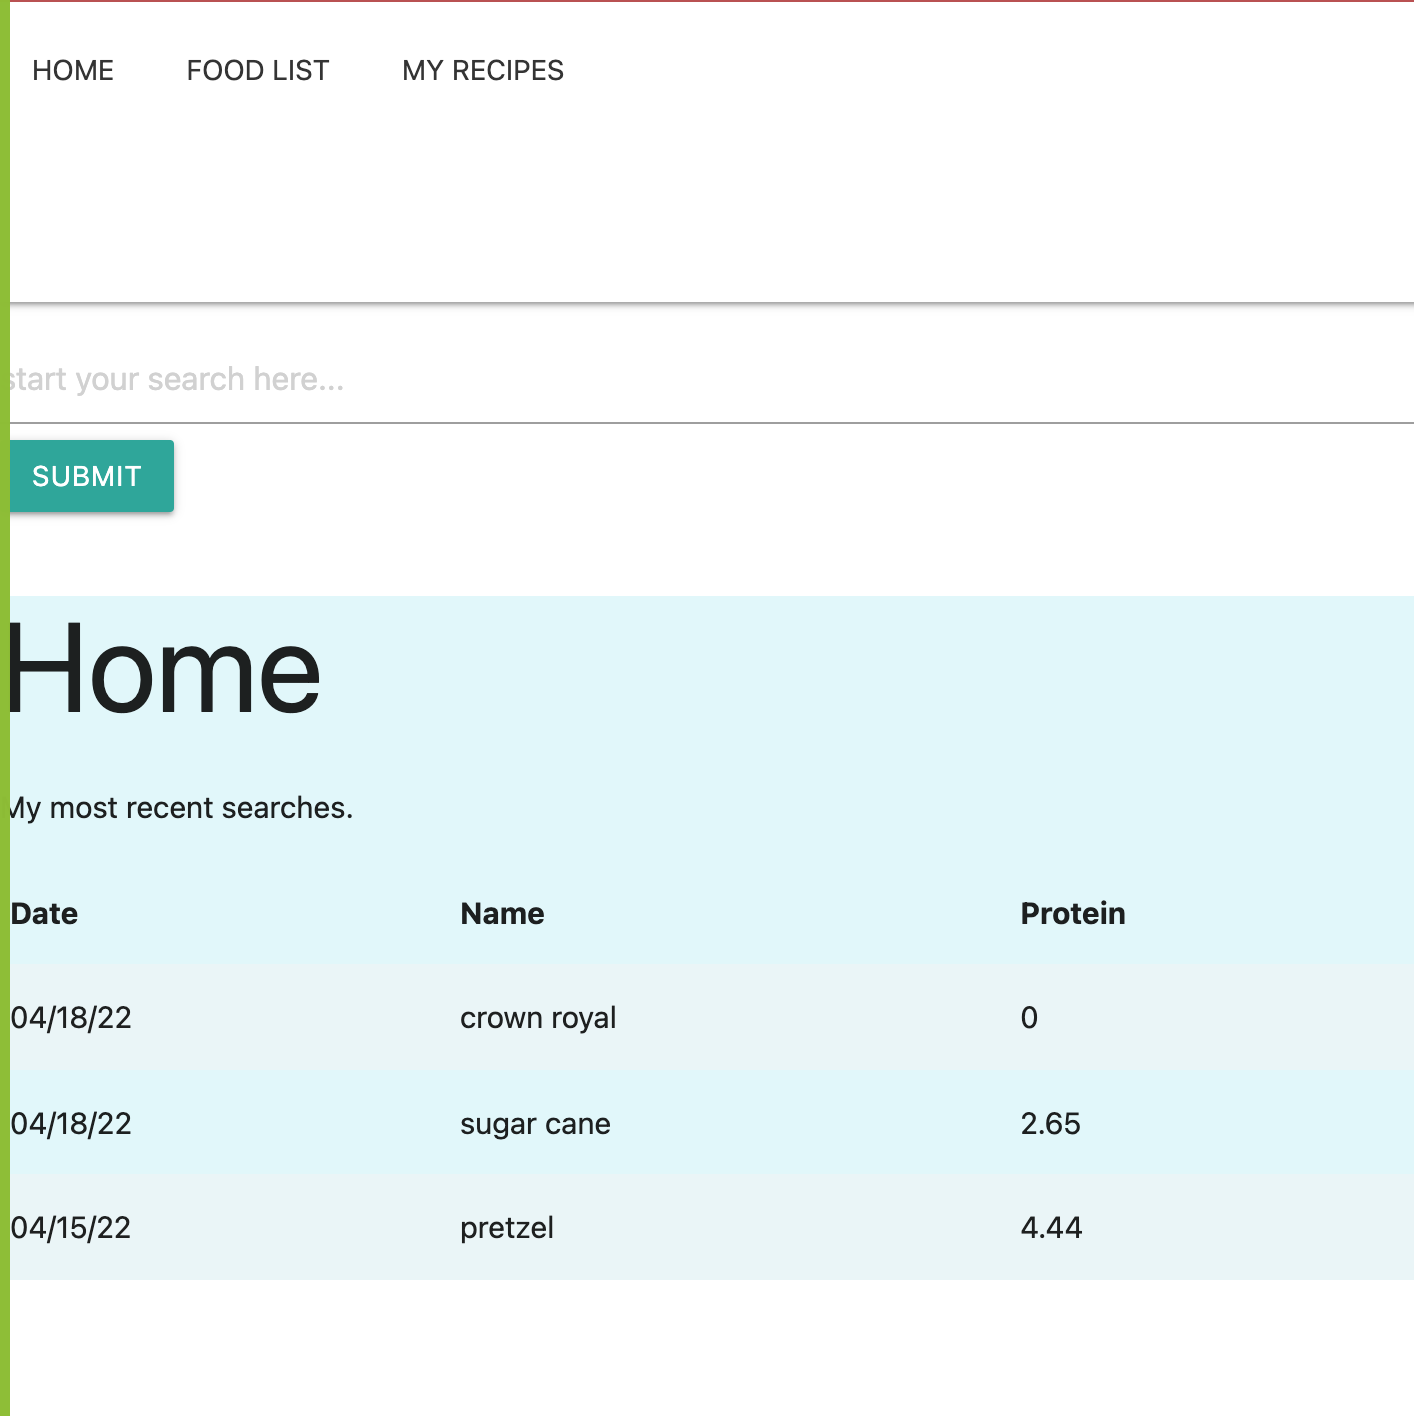 HOME FOOD LIST MY RECIPES
start your search here...
SUBMIT
Home
My most recent searches.
Date Name Protein
04/18/22 crown royal 0
04/18/22 sugar cane 2.65
04/15/22 pretzel 4.44